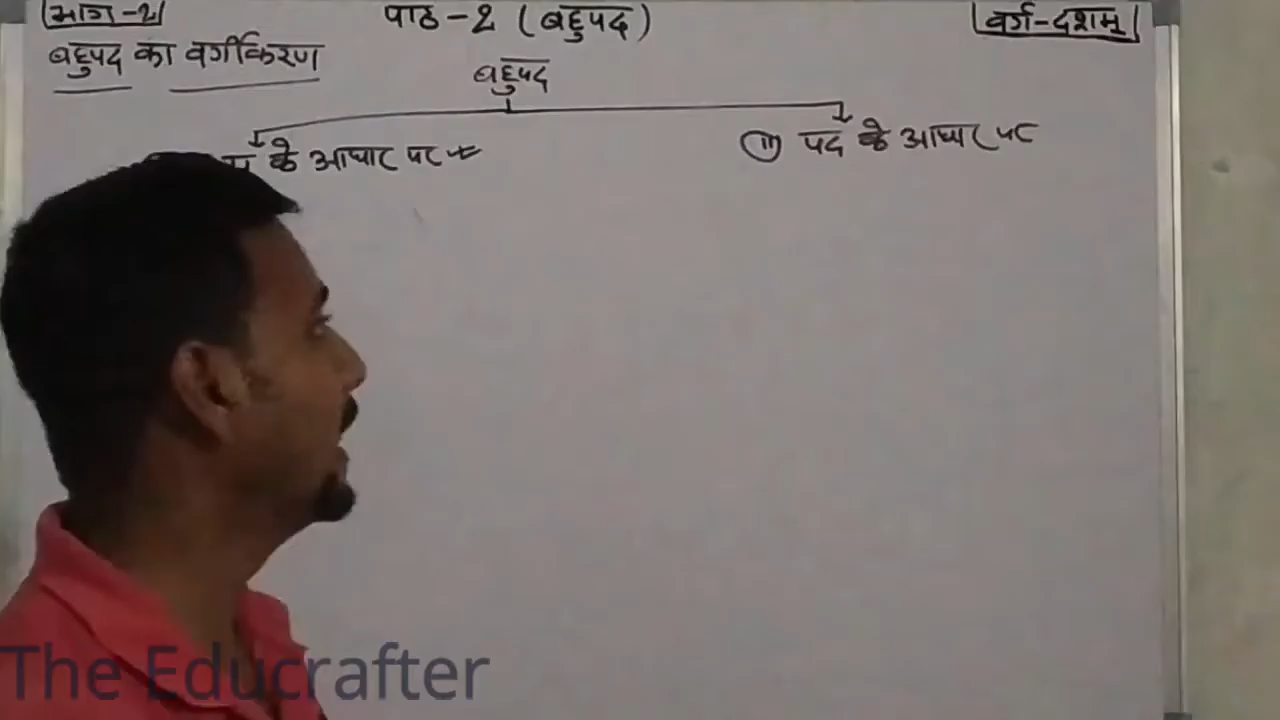 भाग-2 पाठ-2 (बहुपद) वर्ग-दशम्
बहुपद का वर्गीकरण
बहुपद
के आधार पर (ii) पद के आधार पर
The Educrafter